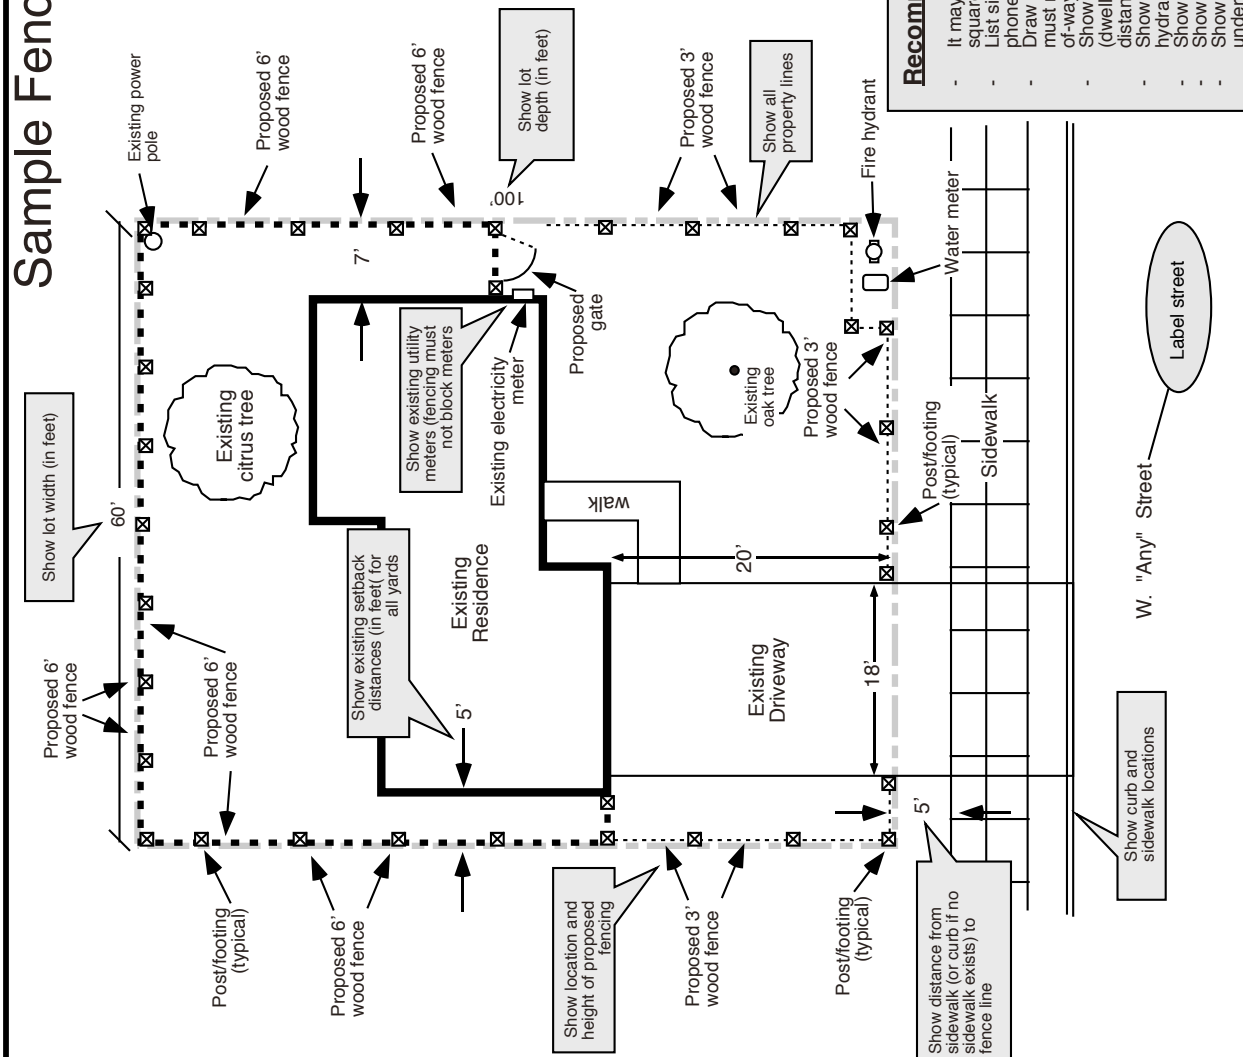 Sample Fenc
Existing power
pole
Proposed 6’
wood fence
Proposed 6’
wood fence
Show lot
depth (in feet)
100’
Proposed 3’
wood fence
Show all
property lines
Fire hydrant
Water meter
7’
Proposed
gate
Show existing utility
meters (fencing must
not block meters
Existing electricity
meter
Show lot width (in feet)
60’
Existing
citrus tree
Existing
oak tree
Proposed 3’
wood fence
Post/footing
(typical)
Sidewalk
Label street
W. "Any" Street
walk
20’
Show existing setback
distances (in feet( for
all yards
5’
Existing
Residence
Existing
Driveway
18’
Proposed 6’
wood fence
Proposed 6’
wood fence
Post/footing
(typical)
Proposed 6’
wood fence
Show location and
height of proposed
fencing
Proposed 3’
wood fence
Post/footing
(typical)
5’
Show distance from
sidewalk (or curb if no
sidewalk exists) to
fence line
Show curb and
sidewalk locations
Recom
- It may
squar
- List si
phone
- Draw
must
of-way
- Show
(dwell
distan
- Show
hydra
- Show
- Show
- Show
under